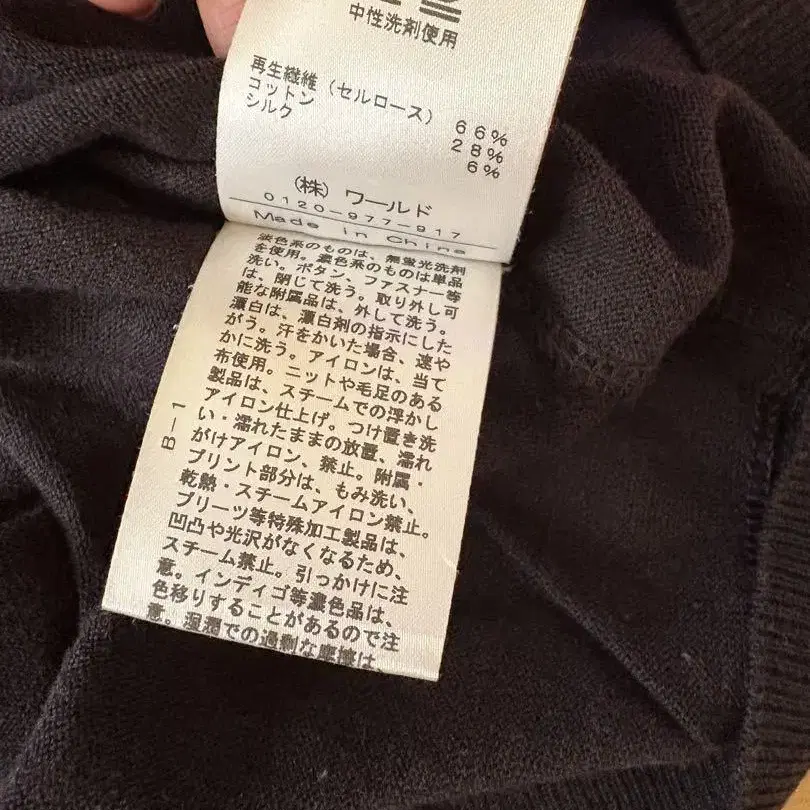 中性洗剤使用
再生繊維（セルロース） 66%
コットン 28%
シルク 6%
（株）ワールド
0120-977-917
Made in China
淡色系のものは、無蛍光洗剤
を使用。濃色系のものは単品
洗い。ボタン、ファスナー等
は、閉じて洗う。取り外し可
能な附属品は、外して洗う。
漂白は、漂白剤の指示にした
がう。汗をかいた場合、速や
かに洗う。アイロンは、当て
布使用。ニットや毛足のある
製品は、スチームでの浮かし
アイロン仕上げ。つけ置き洗
い・濡れたままの放置、濡れ
がけアイロン、禁止。附属・
プリント部分は、もみ洗い、
乾熱・スチームアイロン禁止。
プリーツ等特殊加工製品は、
凹凸や光沢がなくなるため、
スチーム禁止。引っかけに注
意。インディゴ等濃色品は、
色移りすることがあるので注
意。湿潤での過剰な摩擦は、
B-1